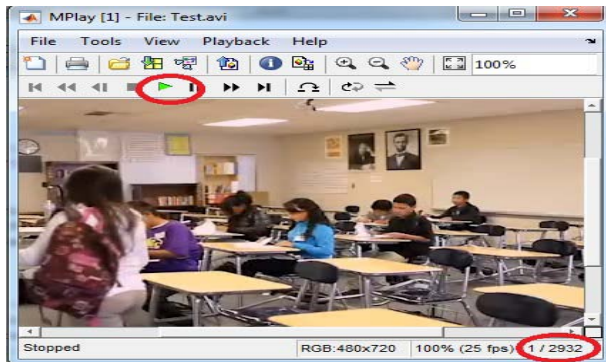 MPlay [1] - File: Test.avi
File Tools View Playback Help
100%
Stopped RGB:480x720 100% (25 fps) 1 / 2932